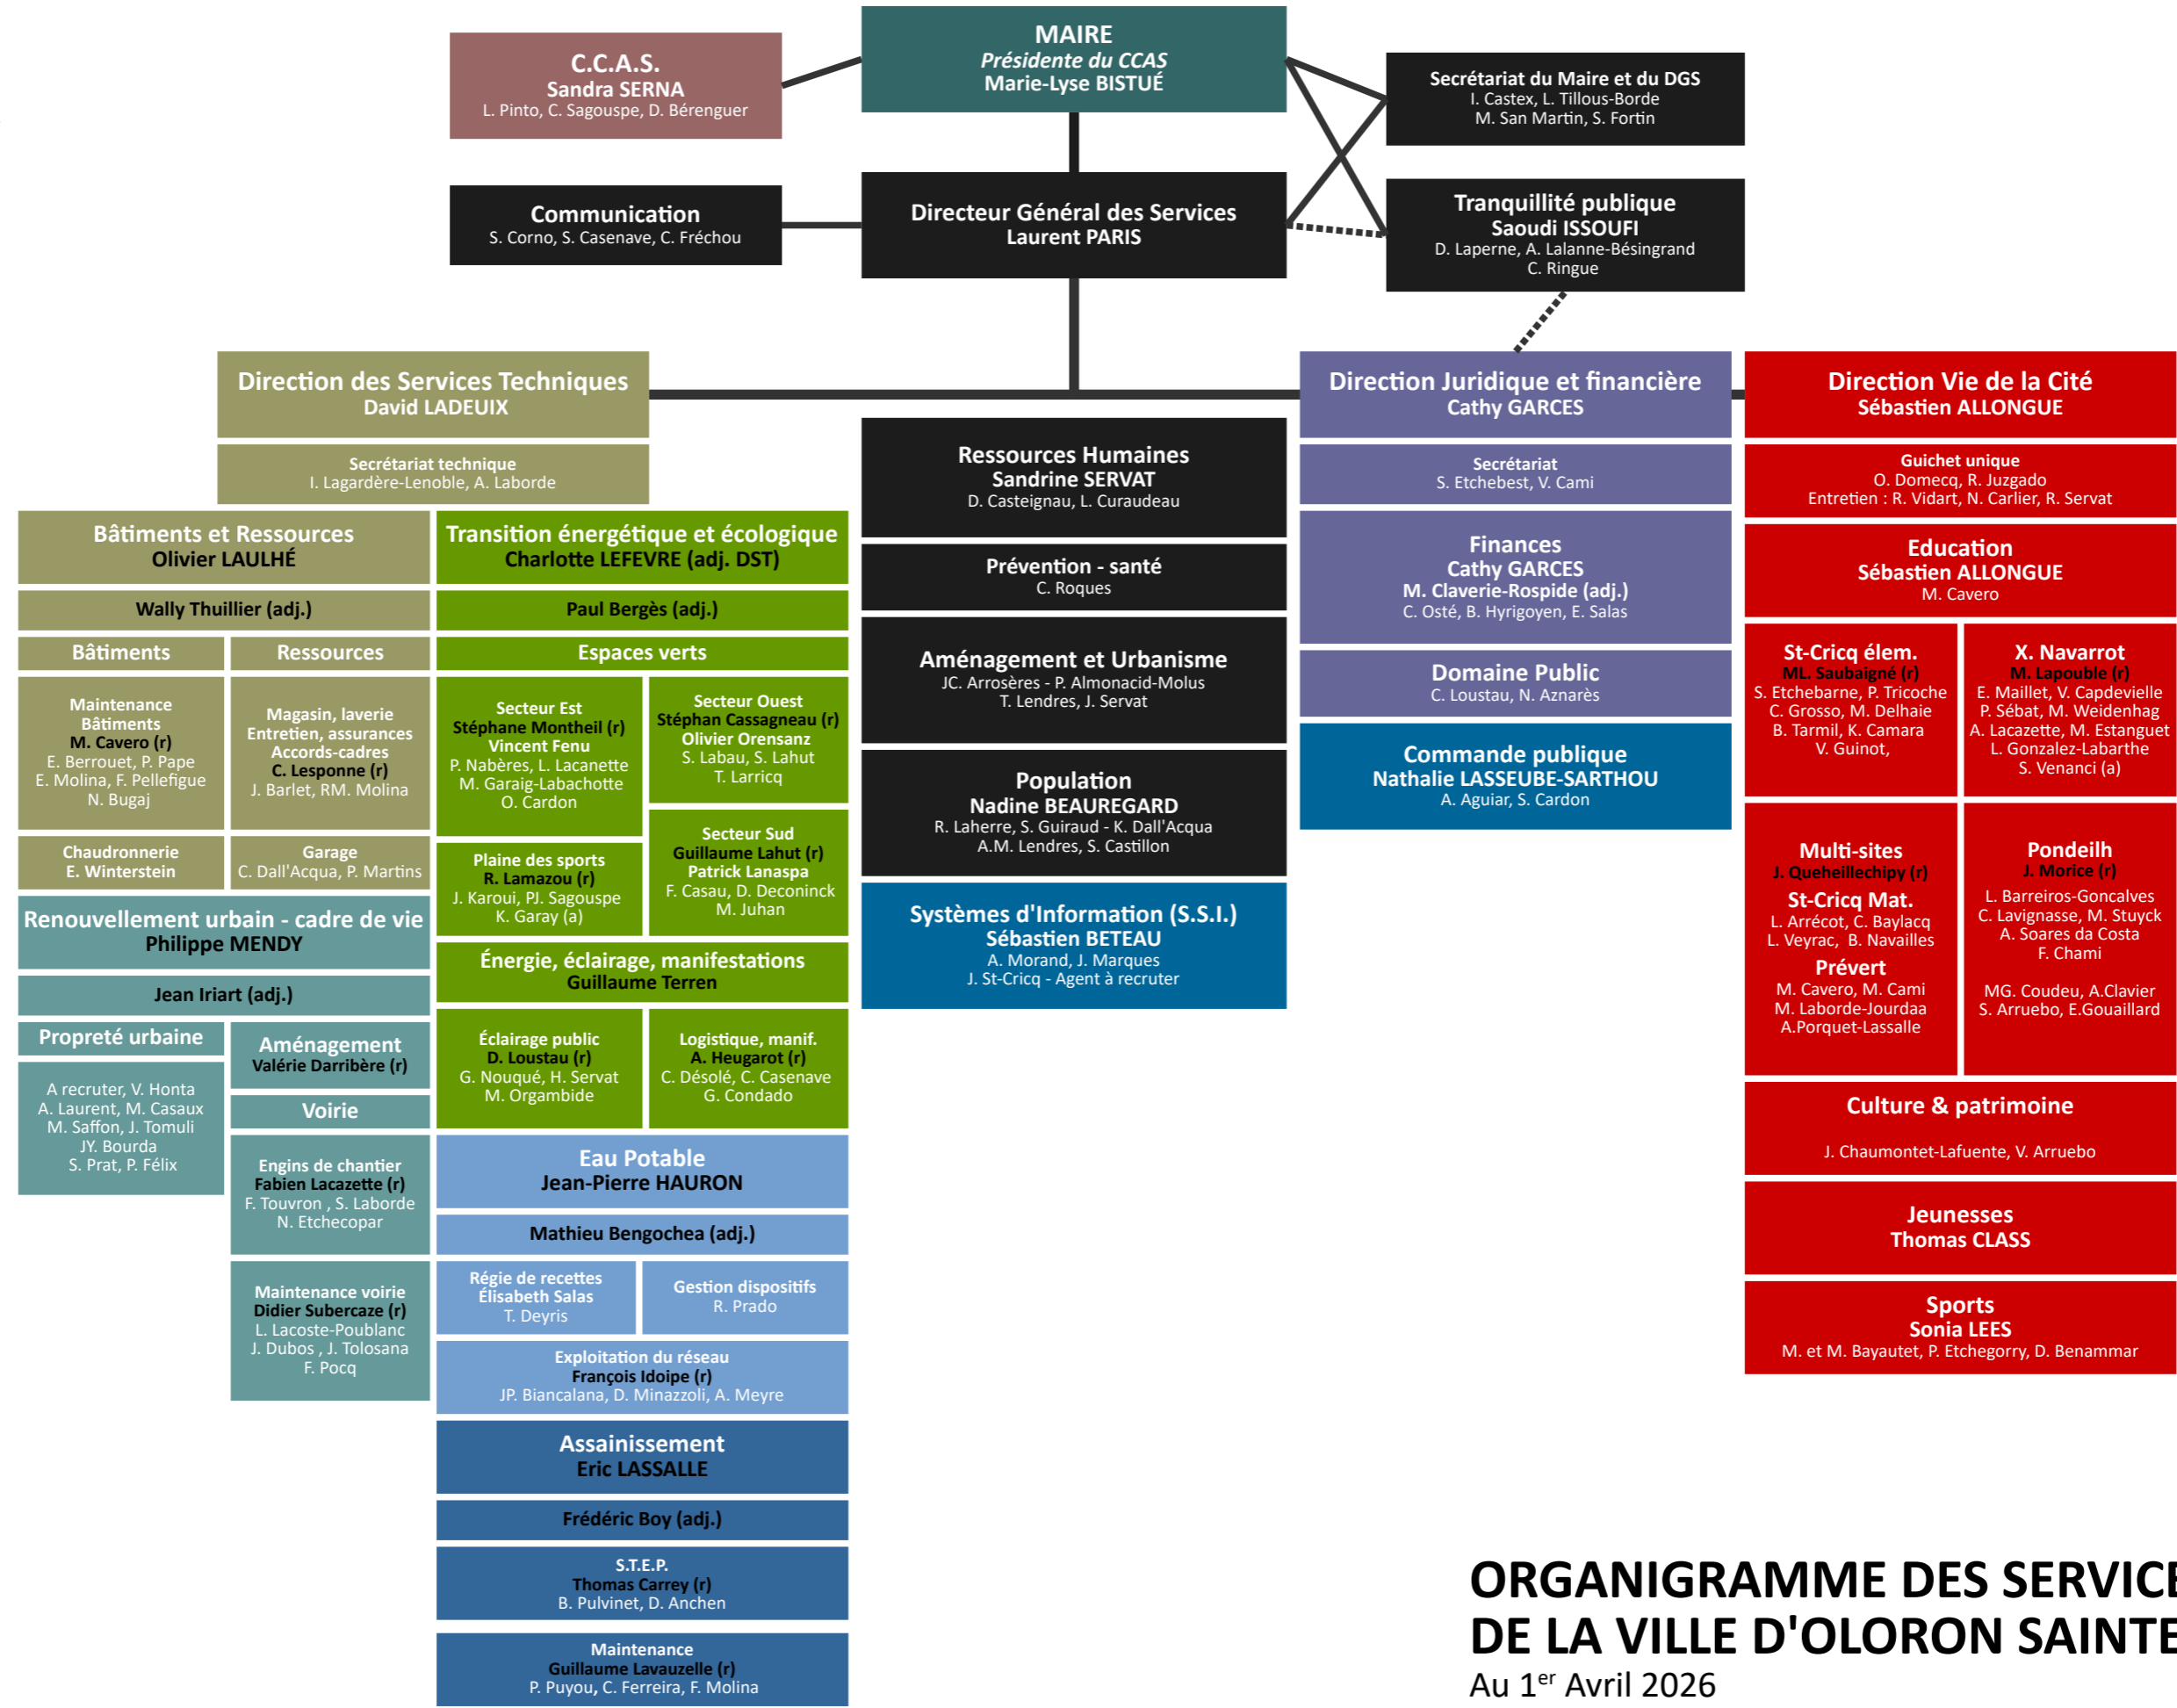 MAIRE
Présidente du CCAS
Marie-Lyse BISTUÉ
C.C.A.S.
Sandra SERNA
L. Pinto, C. Sagouspe, D. Bérenguer
Secrétariat du Maire et du DGS
I. Castex, L. Tillous-Borde
M. San Martin, S. Fortin
Communication
S. Corno, S. Casenave, C. Fréchou
Directeur Général des Services
Laurent PARIS
Tranquillité publique
Saoudi ISSOUFI
D. Laperne, A. Lalanne-Bésingrand
C. Ringue
Direction des Services Techniques
David LADEUIX
Secrétariat technique
I. Lagardère-Lenoble, A. Laborde
Bâtiments et Ressources
Olivier LAULHÉ
Wally Thuillier (adj.)
Bâtiments
Ressources
Maintenance
Bâtiments
M. Cavero (r)
E. Berrouet, P. Pape
E. Molina, F. Pellefigue
N. Bugaj
Magasin, laverie
Entretien, assurances
Accords-cadres
C. Lesponne (r)
J. Barlet, RM. Molina
Chaudronnerie
E. Winterstein
Garage
C. Dall'Acqua, P. Martins
Renouvellement urbain - cadre de vie
Philippe MENDY
Jean Iriart (adj.)
Propreté urbaine
A recruter, V. Honta
A. Laurent, M. Casaux
M. Saffon, J. Tomuli
JY. Bourda
S. Prat, P. Félix
Aménagement
Valérie Darribère (r)
Voirie
Engins de chantier
Fabien Lacazette (r)
F. Touvron , S. Laborde
N. Etchecopar
Maintenance voirie
Didier Subercaze (r)
L. Lacoste-Poublanc
J. Dubos , J. Tolosana
F. Pocq
Transition énergétique et écologique
Charlotte LEFEVRE (adj. DST)
Paul Bergès (adj.)
Espaces verts
Secteur Est
Stéphane Montheil (r)
Vincent Fenu
P. Nabères, L. Lacanette
M. Garaig-Labachotte
O. Cardon
Secteur Ouest
Stéphan Cassagneau (r)
Olivier Orensanz
S. Labau, S. Lahut
T. Larricq
Plaine des sports
R. Lamazou (r)
J. Karoui, PJ. Sagouspe
K. Garay (a)
Secteur Sud
Guillaume Lahut (r)
Patrick Lanaspa
F. Casau, D. Deconinck
M. Juhan
Énergie, éclairage, manifestations
Guillaume Terren
Éclairage public
D. Loustau (r)
G. Nouqué, H. Servat
M. Orgambide
Logistique, manif.
A. Heugarot (r)
C. Désolé, C. Casenave
G. Condado
Eau Potable
Jean-Pierre HAURON
Mathieu Bengochea (adj.)
Régie de recettes
Élisabeth Salas
T. Deyris
Gestion dispositifs
R. Prado
Exploitation du réseau
François Idoipe (r)
JP. Biancalana, D. Minazzoli, A. Meyre
Assainissement
Eric LASSALLE
Frédéric Boy (adj.)
S.T.E.P.
Thomas Carrey (r)
B. Pulvinet, D. Anchen
Maintenance
Guillaume Lavauzelle (r)
P. Puyou, C. Ferreira, F. Molina
Ressources Humaines
Sandrine SERVAT
D. Casteignau, L. Curaudeau
Prévention - santé
C. Roques
Aménagement et Urbanisme
JC. Arrosères - P. Almonacid-Molus
T. Lendres, J. Servat
Population
Nadine BEAUREGARD
R. Laherre, S. Guiraud - K. Dall'Acqua
A.M. Lendres, S. Castillon
Systèmes d'Information (S.S.I.)
Sébastien BETEAU
A. Morand, J. Marques
J. St-Cricq - Agent à recruter
Direction Juridique et financière
Cathy GARCES
Secrétariat
S. Etchebest, V. Cami
Finances
Cathy GARCES
M. Claverie-Rospide (adj.)
C. Osté, B. Hyrigoyen, E. Salas
Domaine Public
C. Loustau, N. Aznarès
Commande publique
Nathalie LASSEUBE-SARTHOU
A. Aguiar, S. Cardon
Direction Vie de la Cité
Sébastien ALLONGUE
Guichet unique
O. Domecq, R. Juzgado
Entretien : R. Vidart, N. Carlier, R. Servat
Education
Sébastien ALLONGUE
M. Cavero
St-Cricq élem.
ML. Saubaigné (r)
S. Etchebarne, P. Tricoche
C. Grosso, M. Delhaie
B. Tarmil, K. Camara
V. Guinot,
X. Navarrot
M. Lapouble (r)
E. Maillet, V. Capdevielle
P. Sébat, M. Weidenhag
A. Lacazette, M. Estanguet
L. Gonzalez-Labarthe
S. Venanci (a)
Multi-sites
J. Queheillechipy (r)
St-Cricq Mat.
L. Arrécot, C. Baylacq
L. Veyrac, B. Navailles
Prévert
M. Cavero, M. Cami
M. Laborde-Jourdaa
A.Porquet-Lassalle
Pondeilh
J. Morice (r)
L. Barreiros-Goncalves
C. Lavignasse, M. Stuyck
A. Soares da Costa
F. Chami
MG. Coudeu, A.Clavier
S. Arruebo, E.Gouaillard
Culture & patrimoine
J. Chaumontet-Lafuente, V. Arruebo
Jeunesses
Thomas CLASS
Sports
Sonia LEES
M. et M. Bayautet, P. Etchegorry, D. Benammar
ORGANIGRAMME DES SERVICE
DE LA VILLE D'OLORON SAINTE
Au 1er Avril 2026